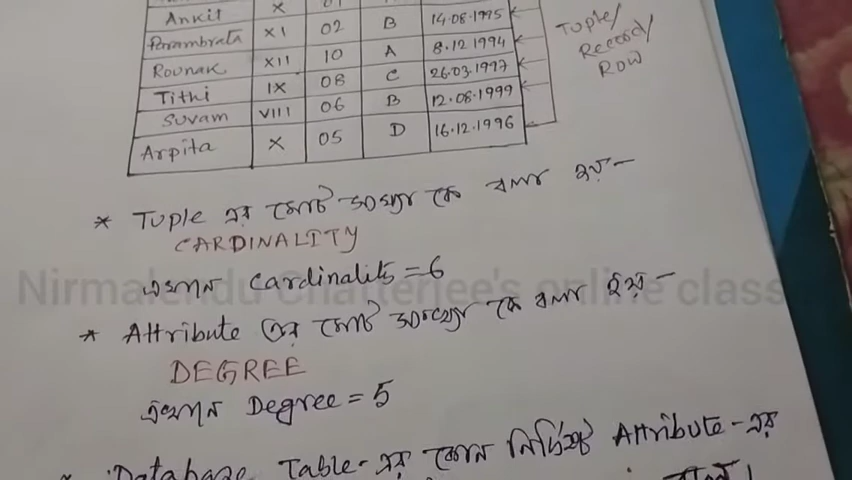 Ankit X 01 B 14.08.1995
Parambrata XI 02 A 8.12.1994
Rounak XII 10 C 26.03.1997
Tithi IX 08 B 12.08.1999
Suvam VIII 06
Arpita X 05 D 16.12.1996
Tuple/
Record/
ROW
* Tuple এর মোট সংখ্যা কে বলা হয় -
CARDINALITY
এখানে Cardinality = 6
* Attribute এর মোট সংখ্যা কে বলা হয় -
DEGREE
এখানে Degree = 5
Database Table-এর কোন নির্দিষ্ট Attribute-এর
Nirmalendu Chatterjee's online class